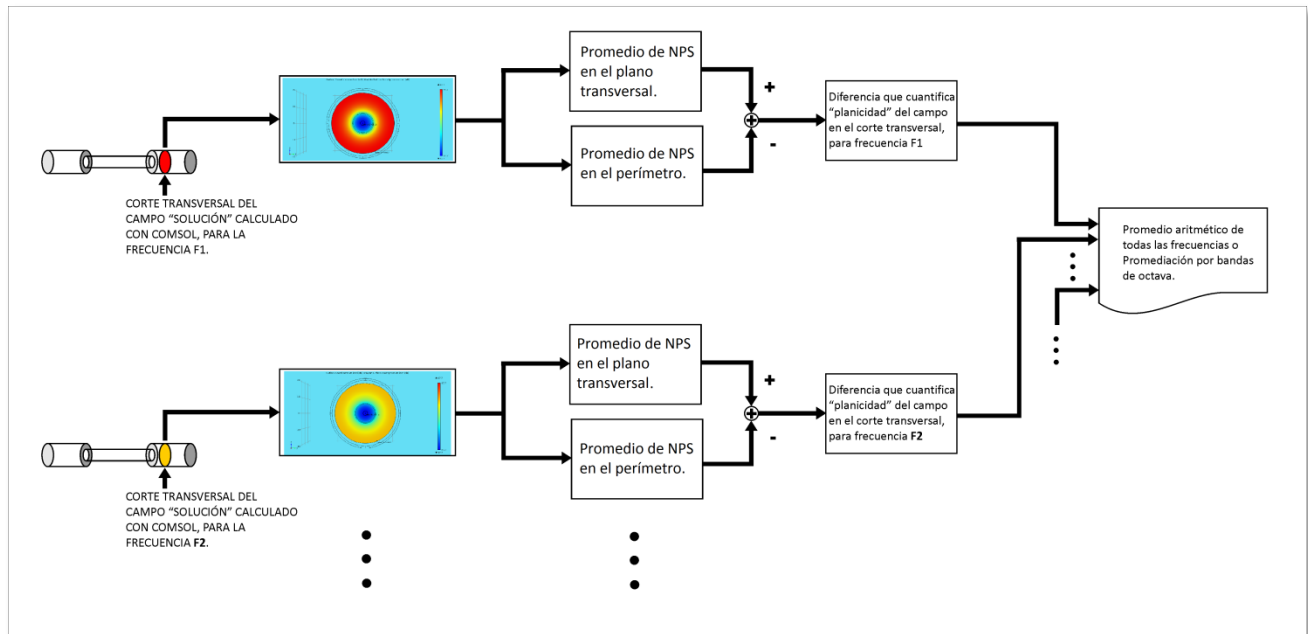 Promedio de NPS
en el plano
transversal.
+
-
Promedio de NPS
en el perímetro.
Diferencia que cuantifica
“planicidad” del campo
en el corte transversal,
para frecuencia F1
CORTE TRANSVERSAL DEL
CAMPO “SOLUCIÓN” CALCULADO
CON COMSOL, PARA LA
FRECUENCIA F1.
Promedio aritmético de
todas las frecuencias o
Promediación por bandas
de octava.
Promedio de NPS
en el plano
transversal.
+
-
Promedio de NPS
en el perímetro.
Diferencia que cuantifica
“planicidad” del campo
en el corte transversal,
para frecuencia F2
CORTE TRANSVERSAL DEL
CAMPO “SOLUCIÓN” CALCULADO
CON COMSOL, PARA LA
FRECUENCIA F2.